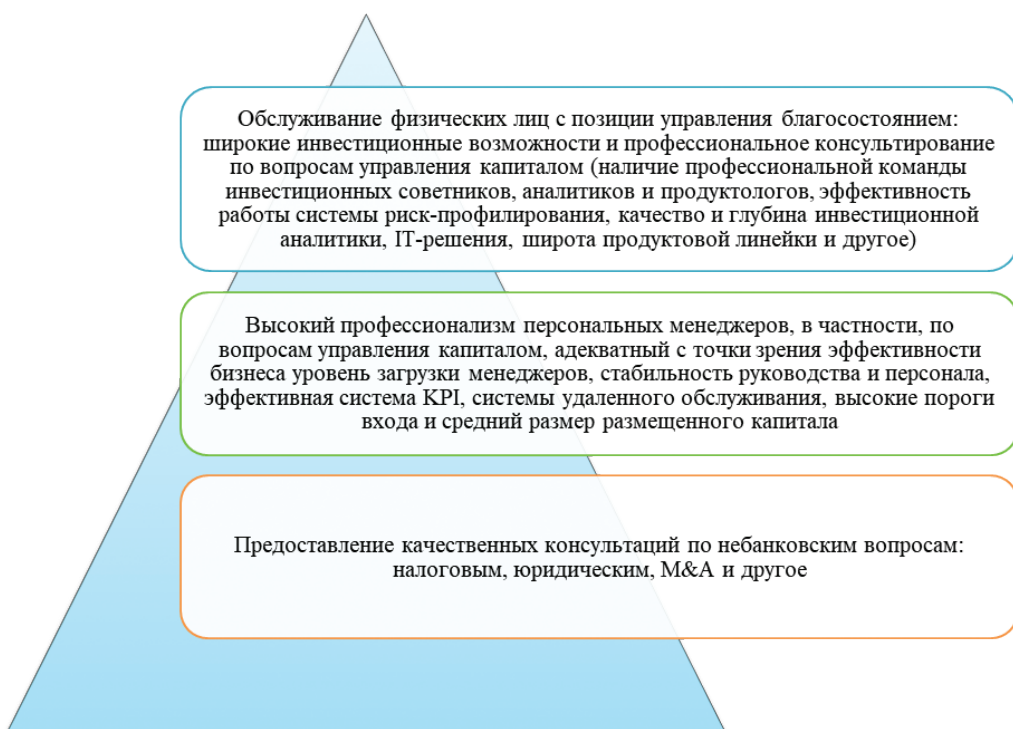 Обслуживание физических лиц с позиции управления благосостоянием:
широкие инвестиционные возможности и профессиональное консультирование
по вопросам управления капиталом (наличие профессиональной команды
инвестиционных советников, аналитиков и продуктологов, эффективность
работы системы риск-профилирования, качество и глубина инвестиционной
аналитики, IT-решения, широта продуктовой линейки и другое)
Высокий профессионализм персональных менеджеров, в частности, по
вопросам управления капиталом, адекватный с точки зрения эффективности
бизнеса уровень загрузки менеджеров, стабильность руководства и персонала,
эффективная система KPI, системы удаленного обслуживания, высокие пороги
входа и средний размер размещенного капитала
Предоставление качественных консультаций по небанковским вопросам:
налоговым, юридическим, M&A и другое